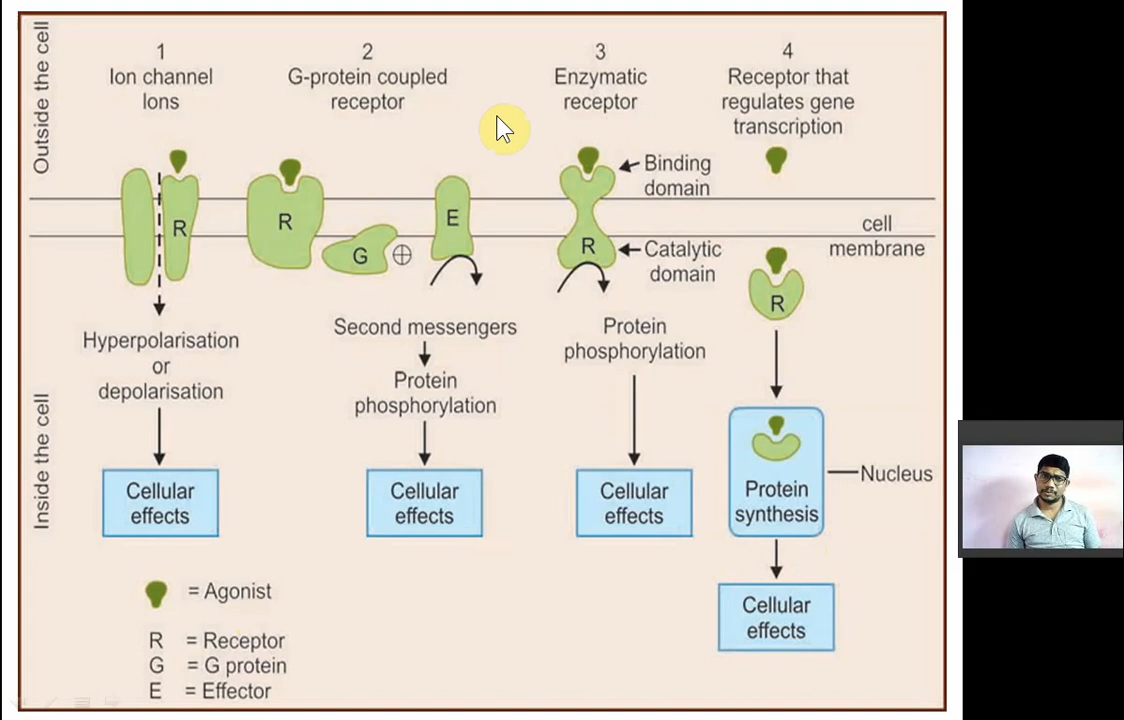 Outside the cell
1
Ion channel
Ions
2
G-protein coupled
receptor
3
Enzymatic
receptor
4
Receptor that
regulates gene
transcription
R
R
G
E
Binding
domain
R
Catalytic
domain
cell
membrane
R
Inside the cell
Hyperpolarisation
or
depolarisation
Cellular
effects
Second messengers
Protein
phosphorylation
Cellular
effects
Protein
phosphorylation
Cellular
effects
Protein
synthesis
Nucleus
Cellular
effects
= Agonist
R = Receptor
G = G protein
E = Effector